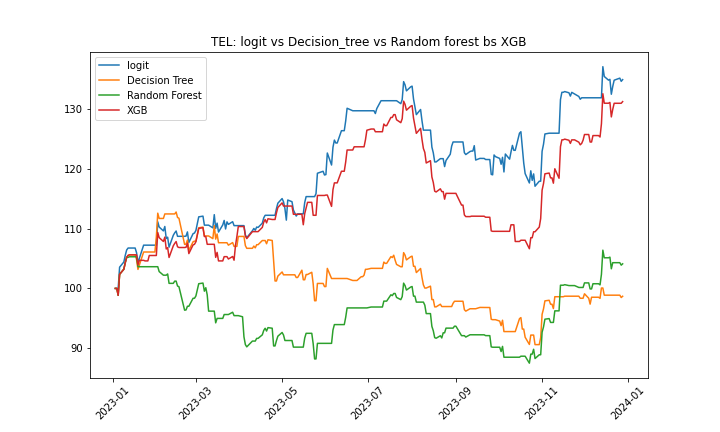 TEL: logit vs Decision_tree vs Random forest bs XGB
logit
Decision Tree
Random Forest
XGB
130
120
110
100
90
2023-01
2023-03
2023-05
2023-07
2023-09
2023-11
2024-01